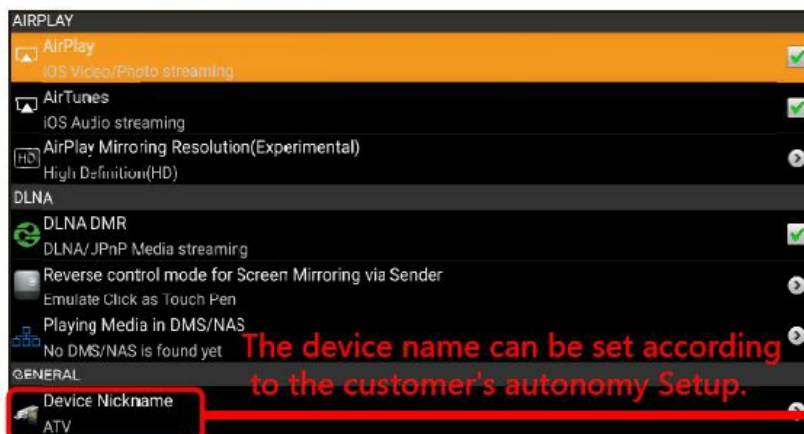 AIRPLAY
AirPlay
iOS Video/Photo streaming
AirTunes
iOS Audio streaming
HD
AirPlay Mirroring Resolution(Experimental)
High Definition(HD)
DLNA
DLNA DMR
DLNA/JPnP Media streaming
Reverse control mode for Screen Mirroring via Sender
Emulate Click as Touch Pen
Playing Media in DMS/NAS
No DMS/NAS is found yet
The device name can be set according
to the customer's autonomy Setup.
GENERAL
Device Nickname
ATV